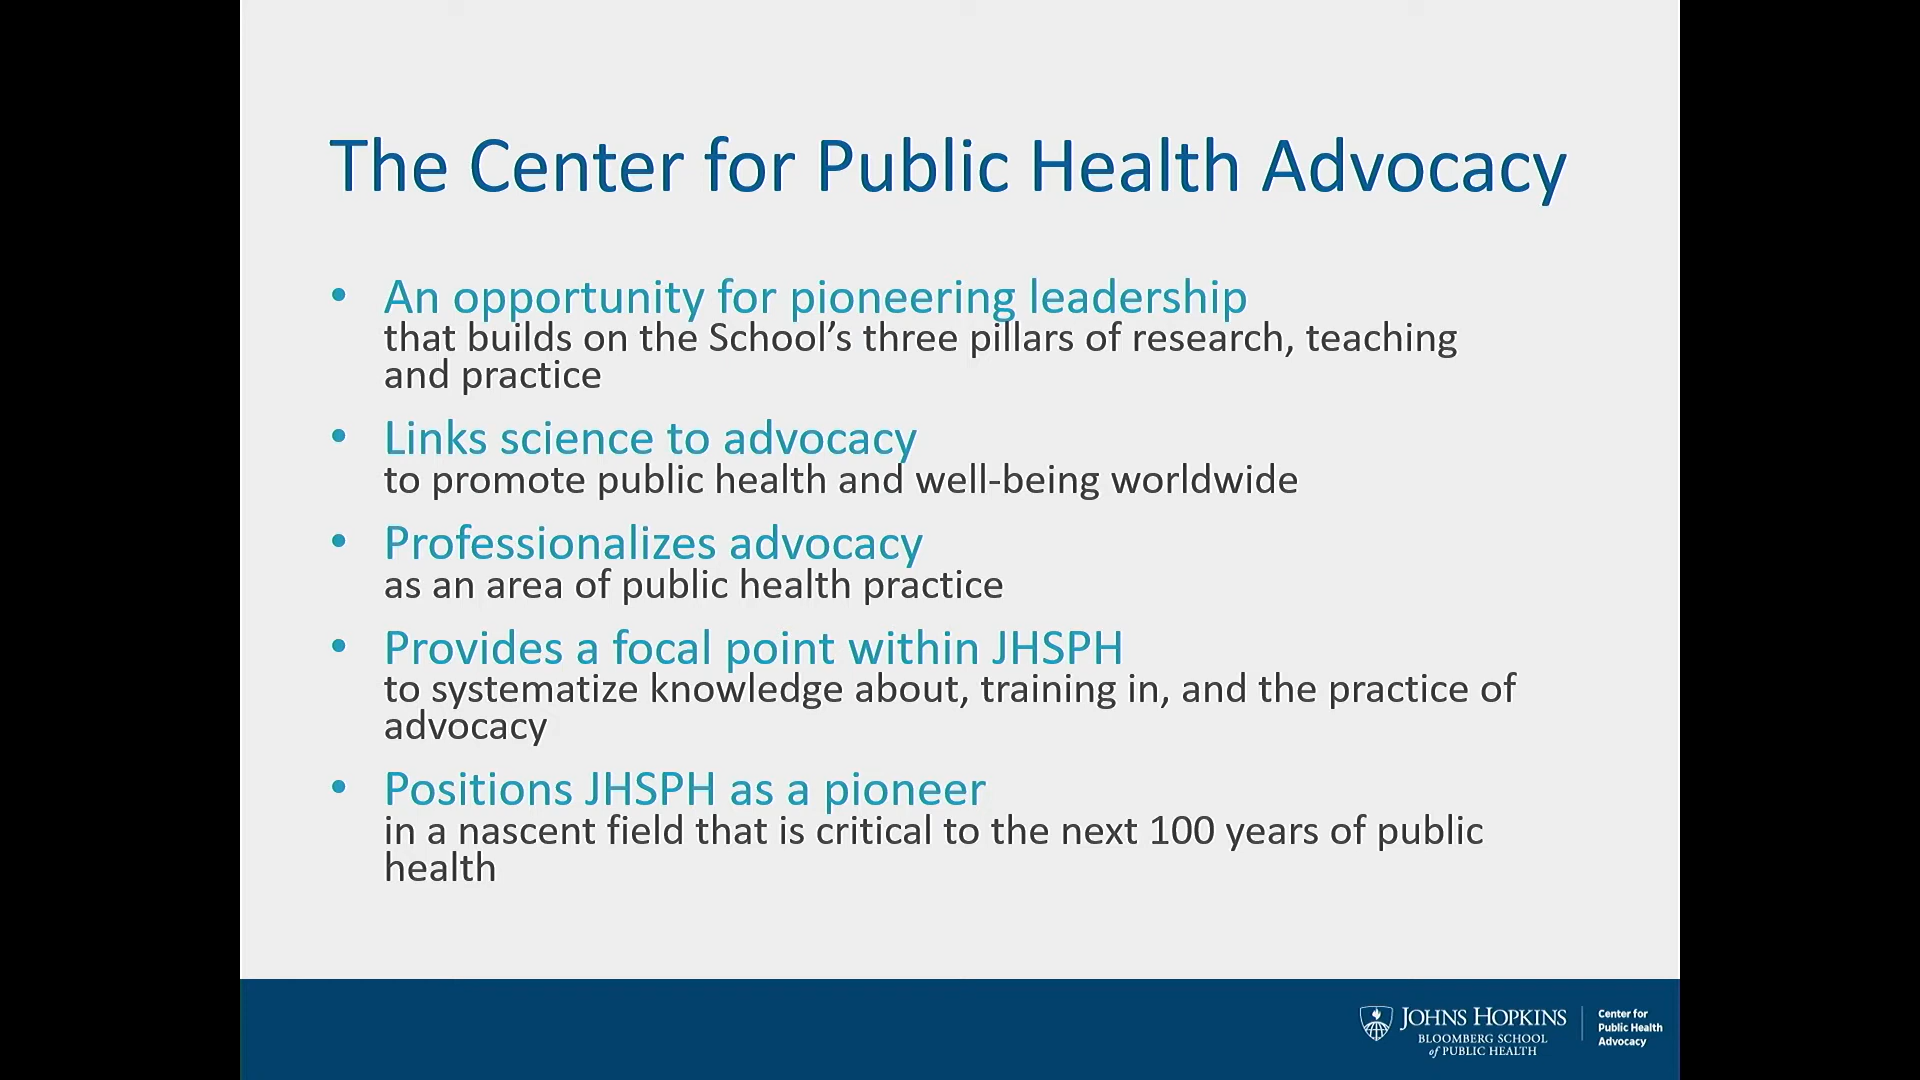 The Center for Public Health Advocacy
• An opportunity for pioneering leadership
that builds on the School’s three pillars of research, teaching
and practice
• Links science to advocacy
to promote public health and well-being worldwide
• Professionalizes advocacy
as an area of public health practice
• Provides a focal point within JHSPH
to systematize knowledge about, training in, and the practice of
advocacy
• Positions JHSPH as a pioneer
in a nascent field that is critical to the next 100 years of public
health
JOHNS HOPKINS
BLOOMBERG SCHOOL
of PUBLIC HEALTH
Center for
Public Health
Advocacy